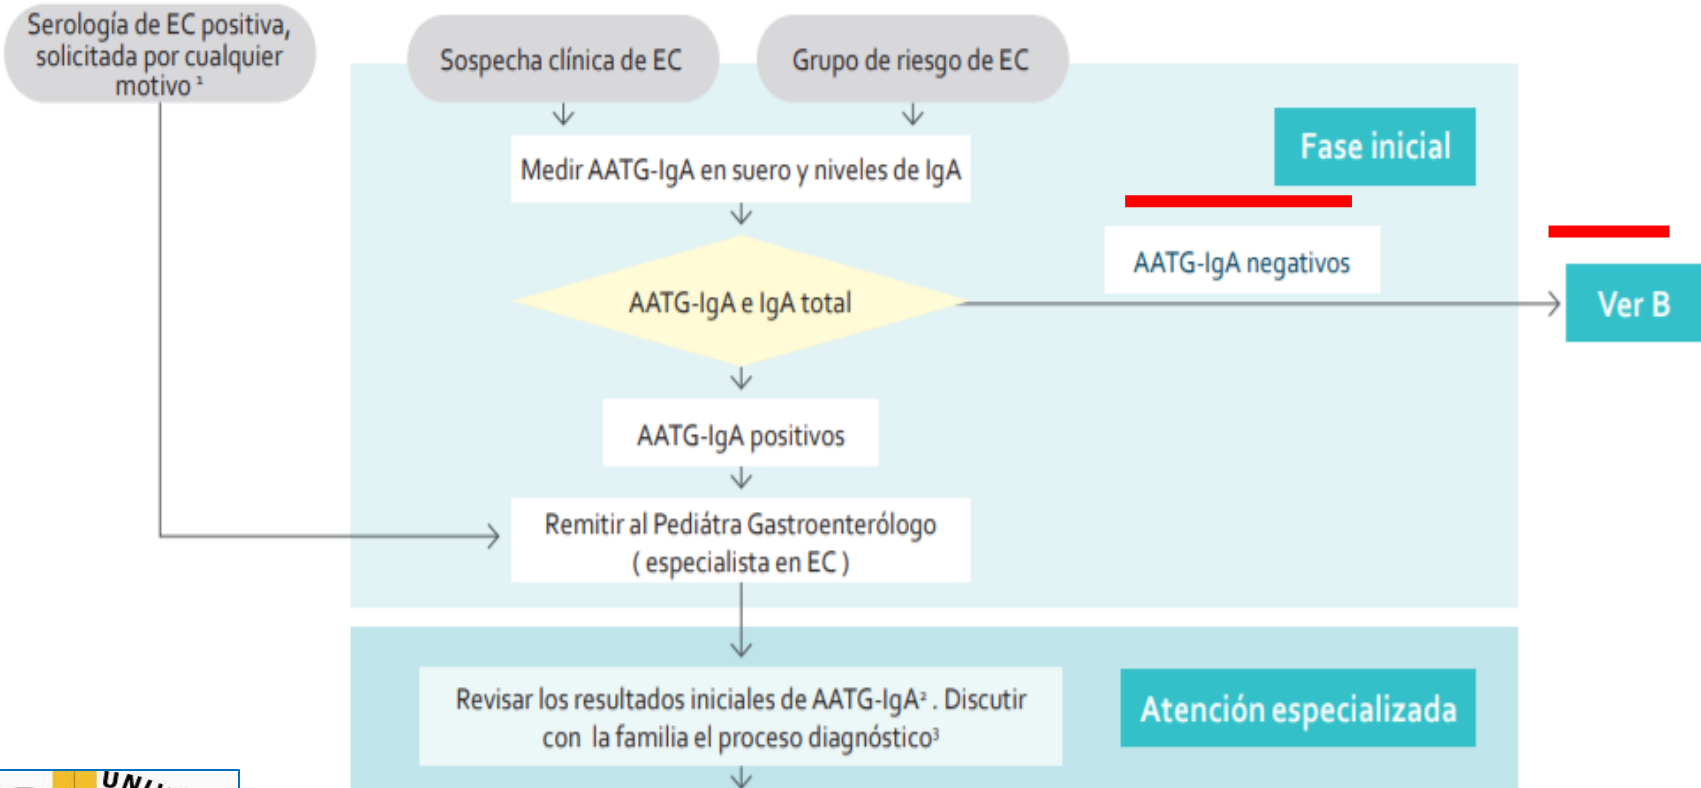 Serología de EC positiva,
solicitada por cualquier
motivo ¹
Sospecha clínica de EC
Grupo de riesgo de EC
Fase inicial
Medir AATG-IgA en suero y niveles de IgA
AATG-IgA negativos
AATG-IgA e IgA total
Ver B
AATG-IgA positivos
Remitir al Pediátra Gastroenterólogo
( especialista en EC )
Revisar los resultados iniciales de AATG-IgA² . Discutir
con la familia el proceso diagnóstico³
Atención especializada